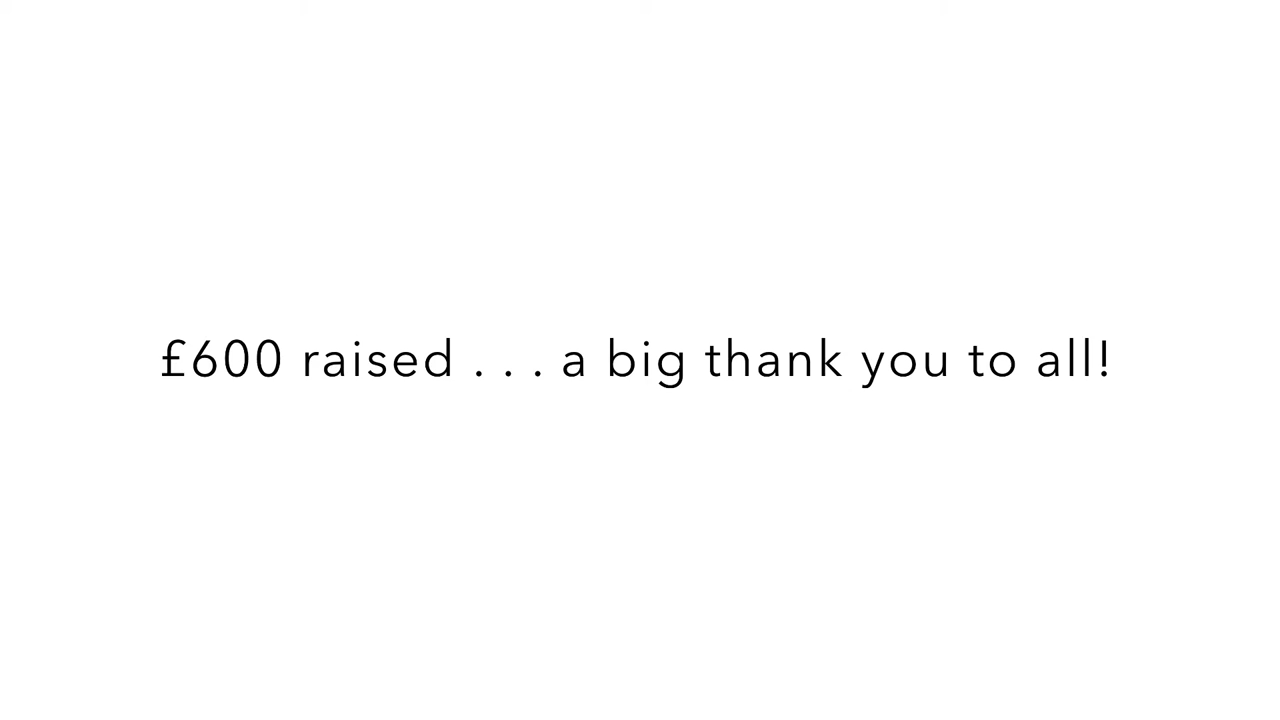 £600 raised . . . a big thank you to all!